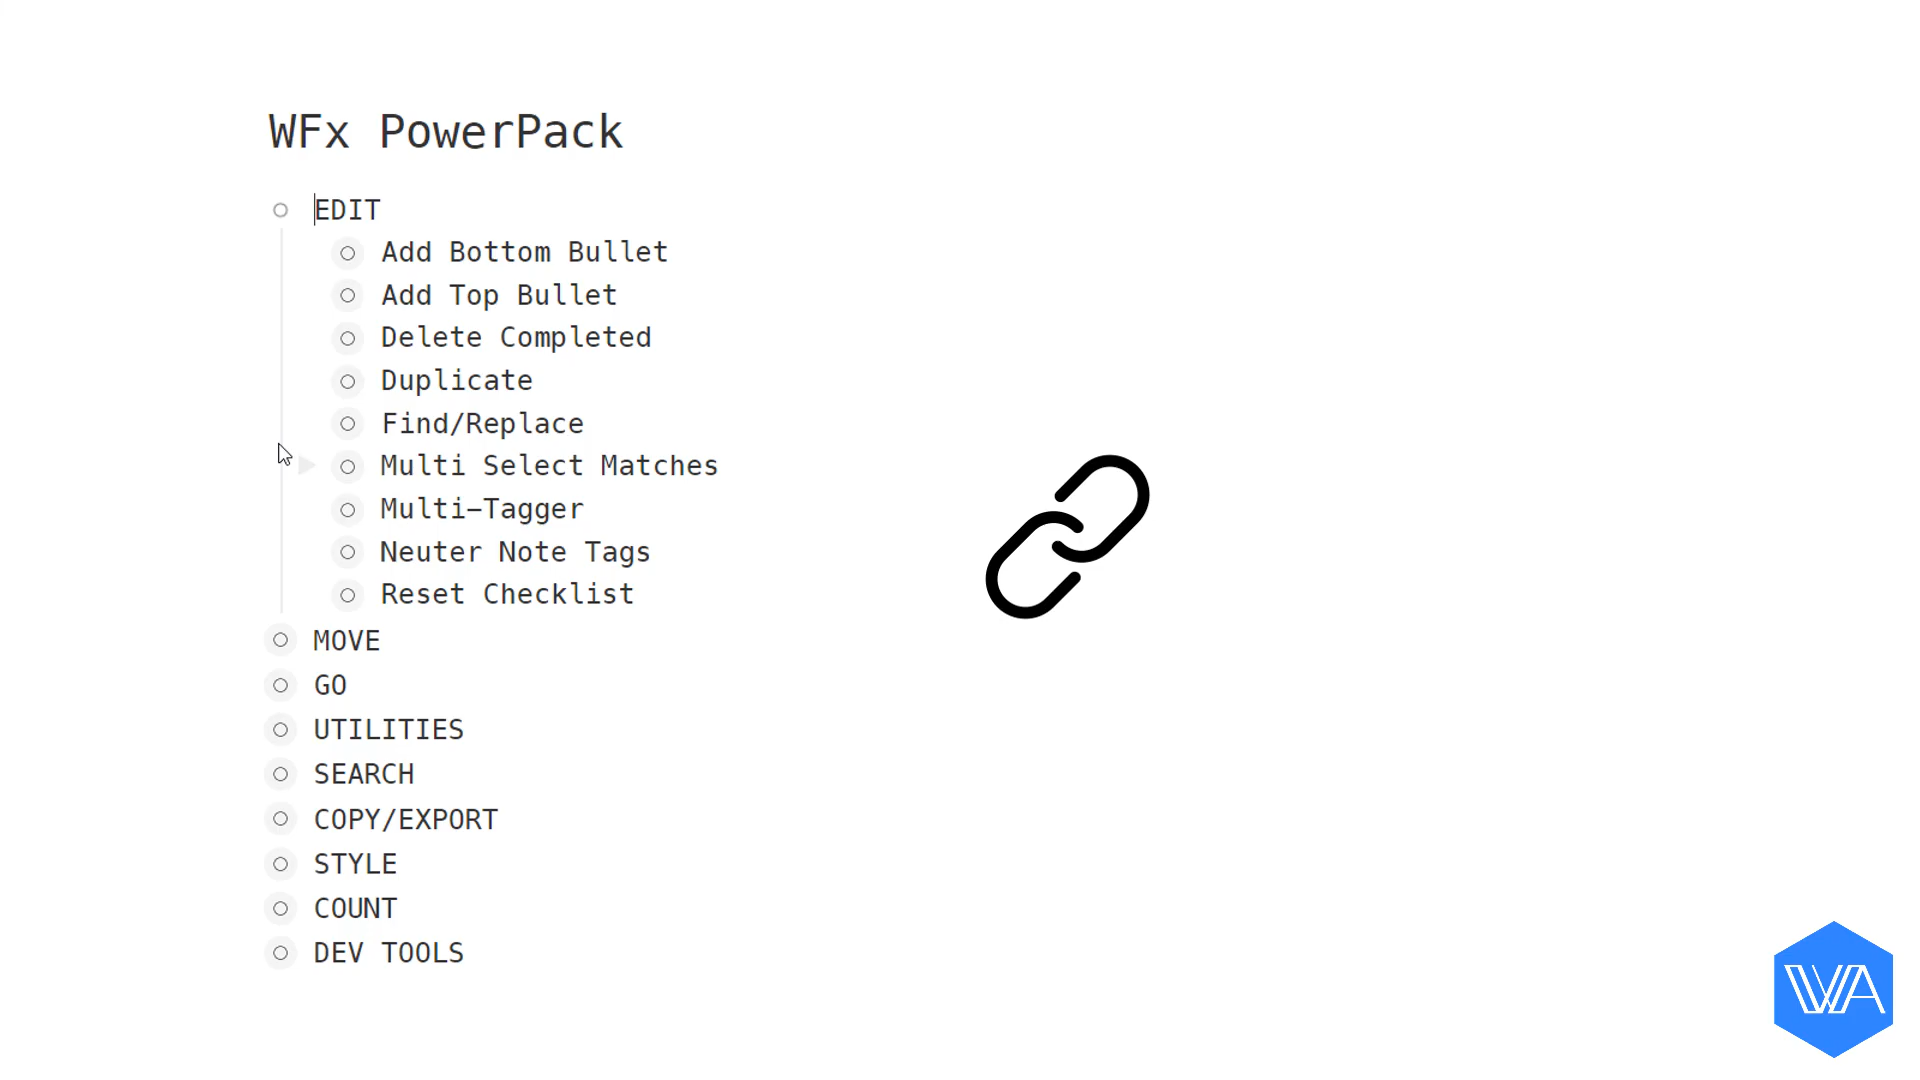 WFx PowerPack
EDIT
Add Bottom Bullet
Add Top Bullet
Delete Completed
Duplicate
Find/Replace
Multi Select Matches
Multi-Tagger
Neuter Note Tags
Reset Checklist
MOVE
GO
UTILITIES
SEARCH
COPY/EXPORT
STYLE
COUNT
DEV TOOLS
WA